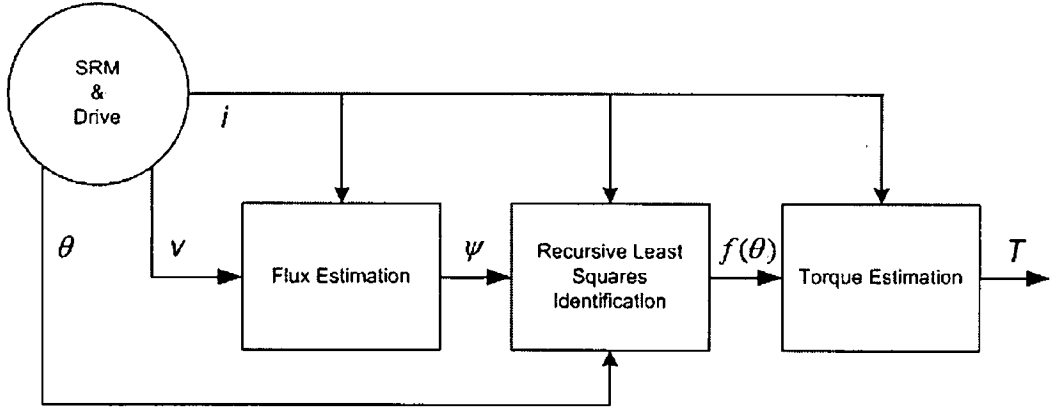 SRM
&
Drive
i
θ
v
Flux Estimation
ψ
Recursive Least
Squares
Identification
f(θ)
Torque Estimation
T